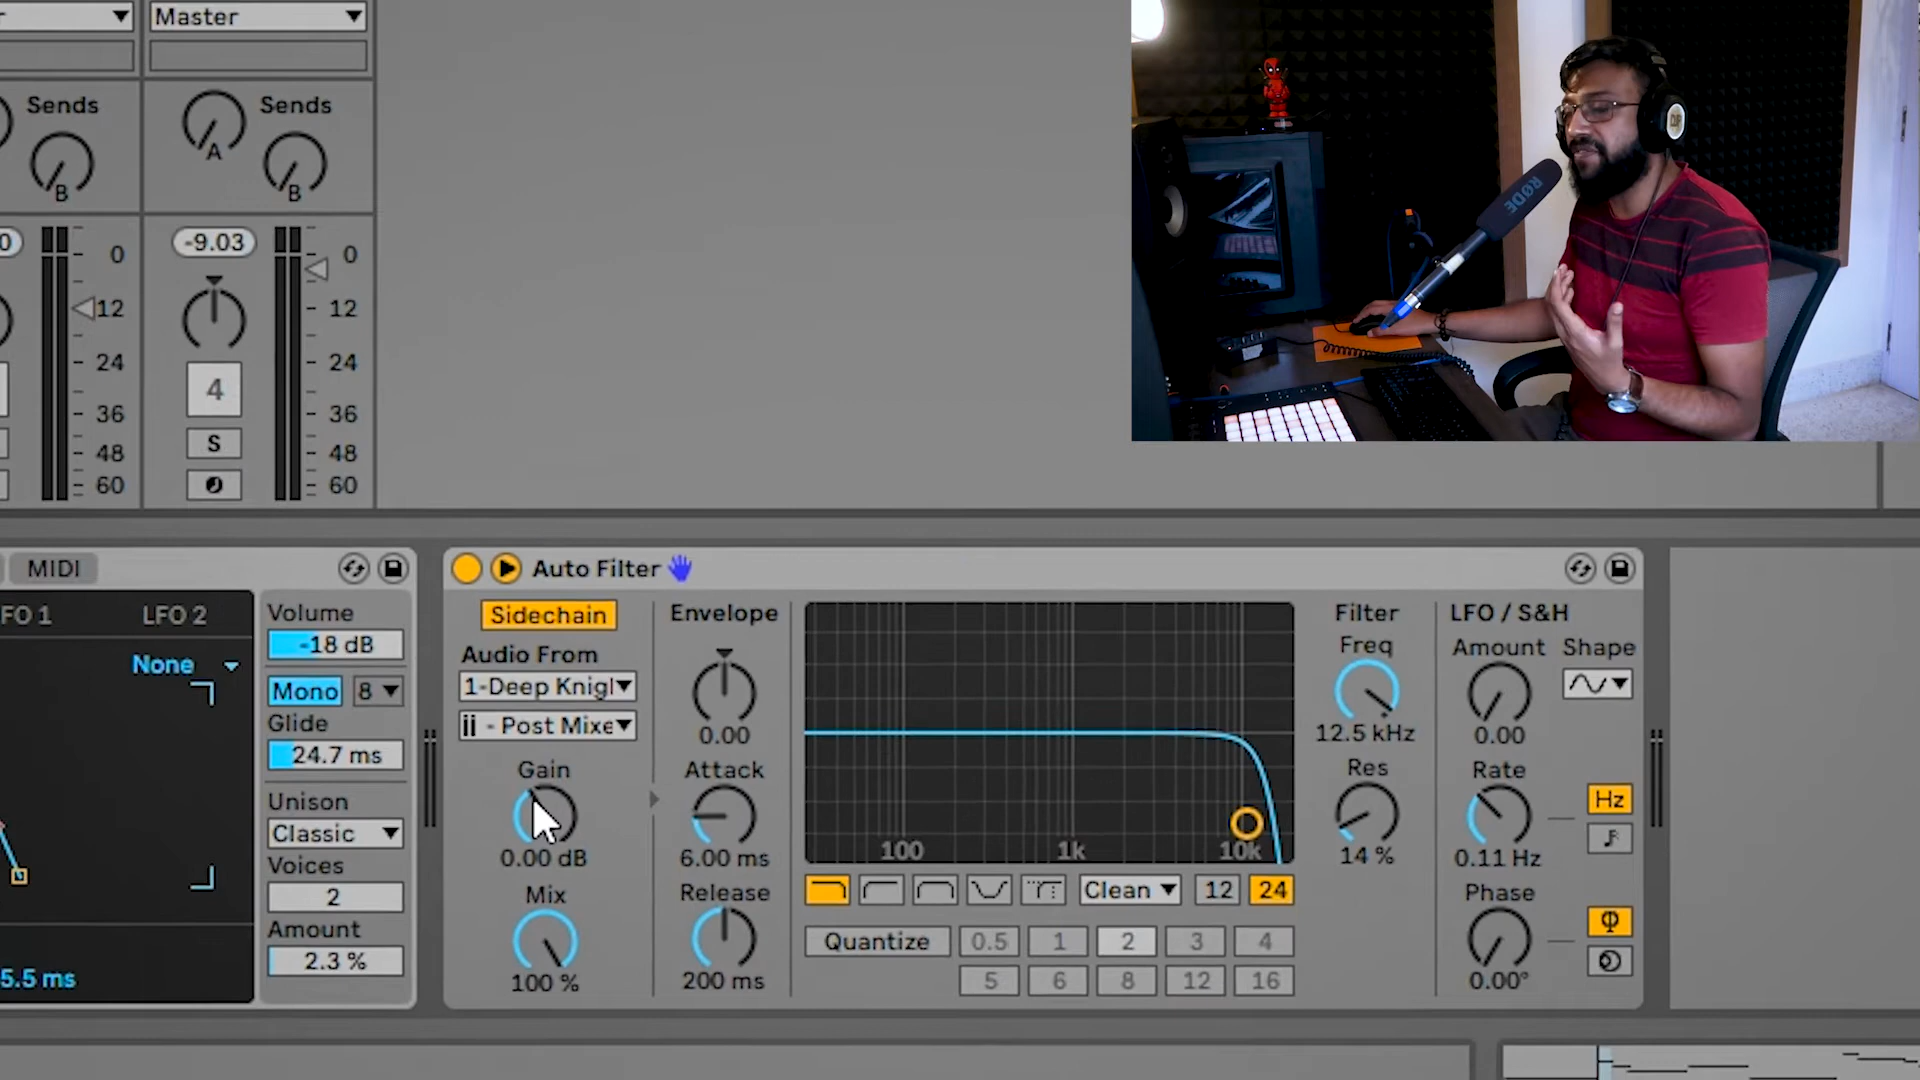 Master
Sends
A
Sends
B
B
-9.03
0
0
12
12
24
24
4
36
36
S
48
48
60
60
RØDE
MIDI
Auto Filter
LFO 2
None
Volume
-18 dB
Mono
8
Glide
24.7 ms
Unison
Classic
Voices
2
Amount
2.3 %
5.5 ms
Sidechain
Audio From
1-Deep Knigl
- Post Mixe
Gain
0.00 dB
Mix
100 %
Envelope
0.00
Attack
6.00 ms
Release
200 ms
100
1k
10k
Clean
12
24
Quantize
0.5
1
2
3
4
5
6
8
12
16
Filter
Freq
12.5 kHz
Res
14 %
LFO / S&H
Amount
Shape
0.00
Rate
Hz
0.11 Hz
Phase
0.00°